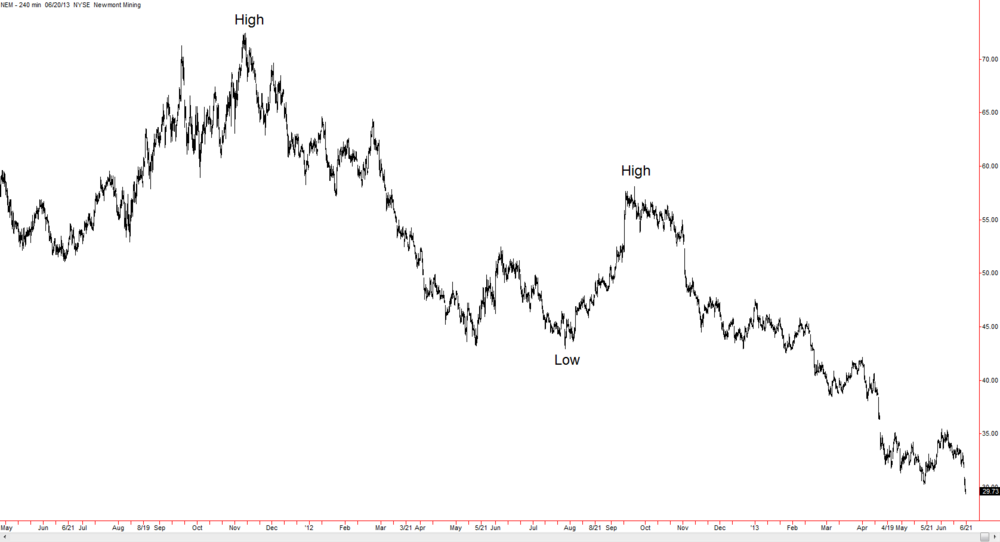 NEM - 240 min 06/20/13 NYSE Newmont Mining
High
70.00
65.00
60.00
High
55.00
50.00
45.00
Low
40.00
35.00
30.00
29.73
May Jun 6/21 Jul Aug 8/19 Sep Oct Nov Dec '12 Feb Mar 3/21 Apr May 5/21 Jun Jul Aug 8/21 Sep Oct Nov Dec '13 Feb Mar Apr 4/19 May 5/21 Jun 6/21